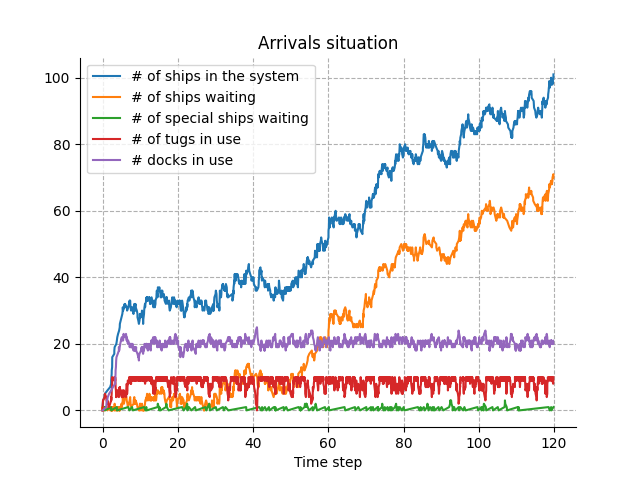 Arrivals situation
# of ships in the system
# of ships waiting
# of special ships waiting
# of tugs in use
# docks in use
100
80
60
40
20
0
0 20 40 60 80 100 120
Time step